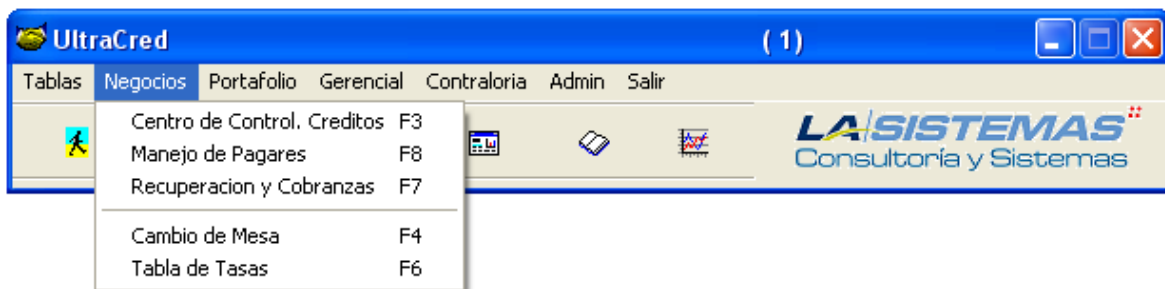 UltraCred ( 1)
Tablas Negocios Portafolio Gerencial Contraloria Admin Salir
Centro de Control. Creditos F3
Manejo de Pagares F8
Recuperacion y Cobranzas F7
Cambio de Mesa F4
Tabla de Tasas F6
LA SISTEMAS
Consultoría y Sistemas